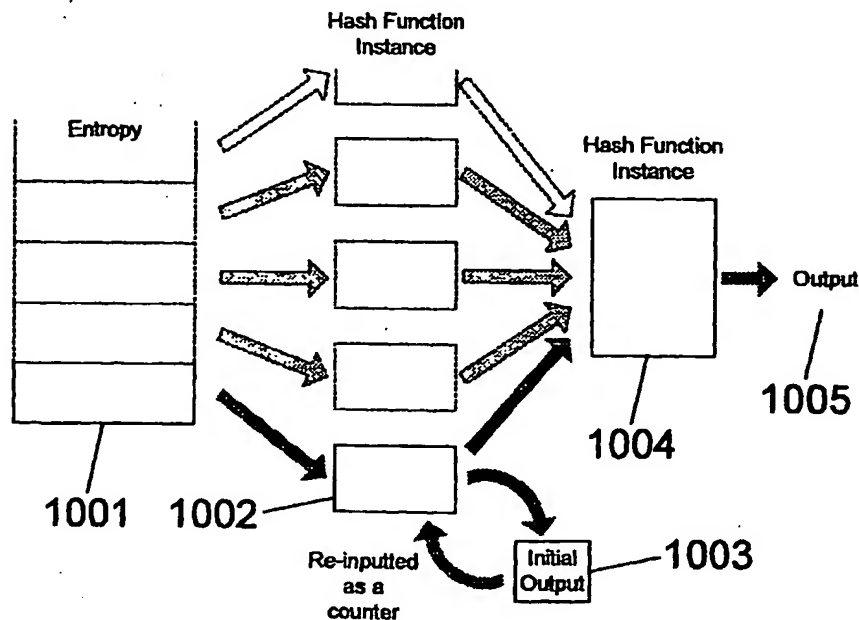 Hash Function
Instance
Entropy
Hash Function
Instance
Output
1005
1004
1001
1002
1003
Initial
Output
Re-inputted
as a
counter